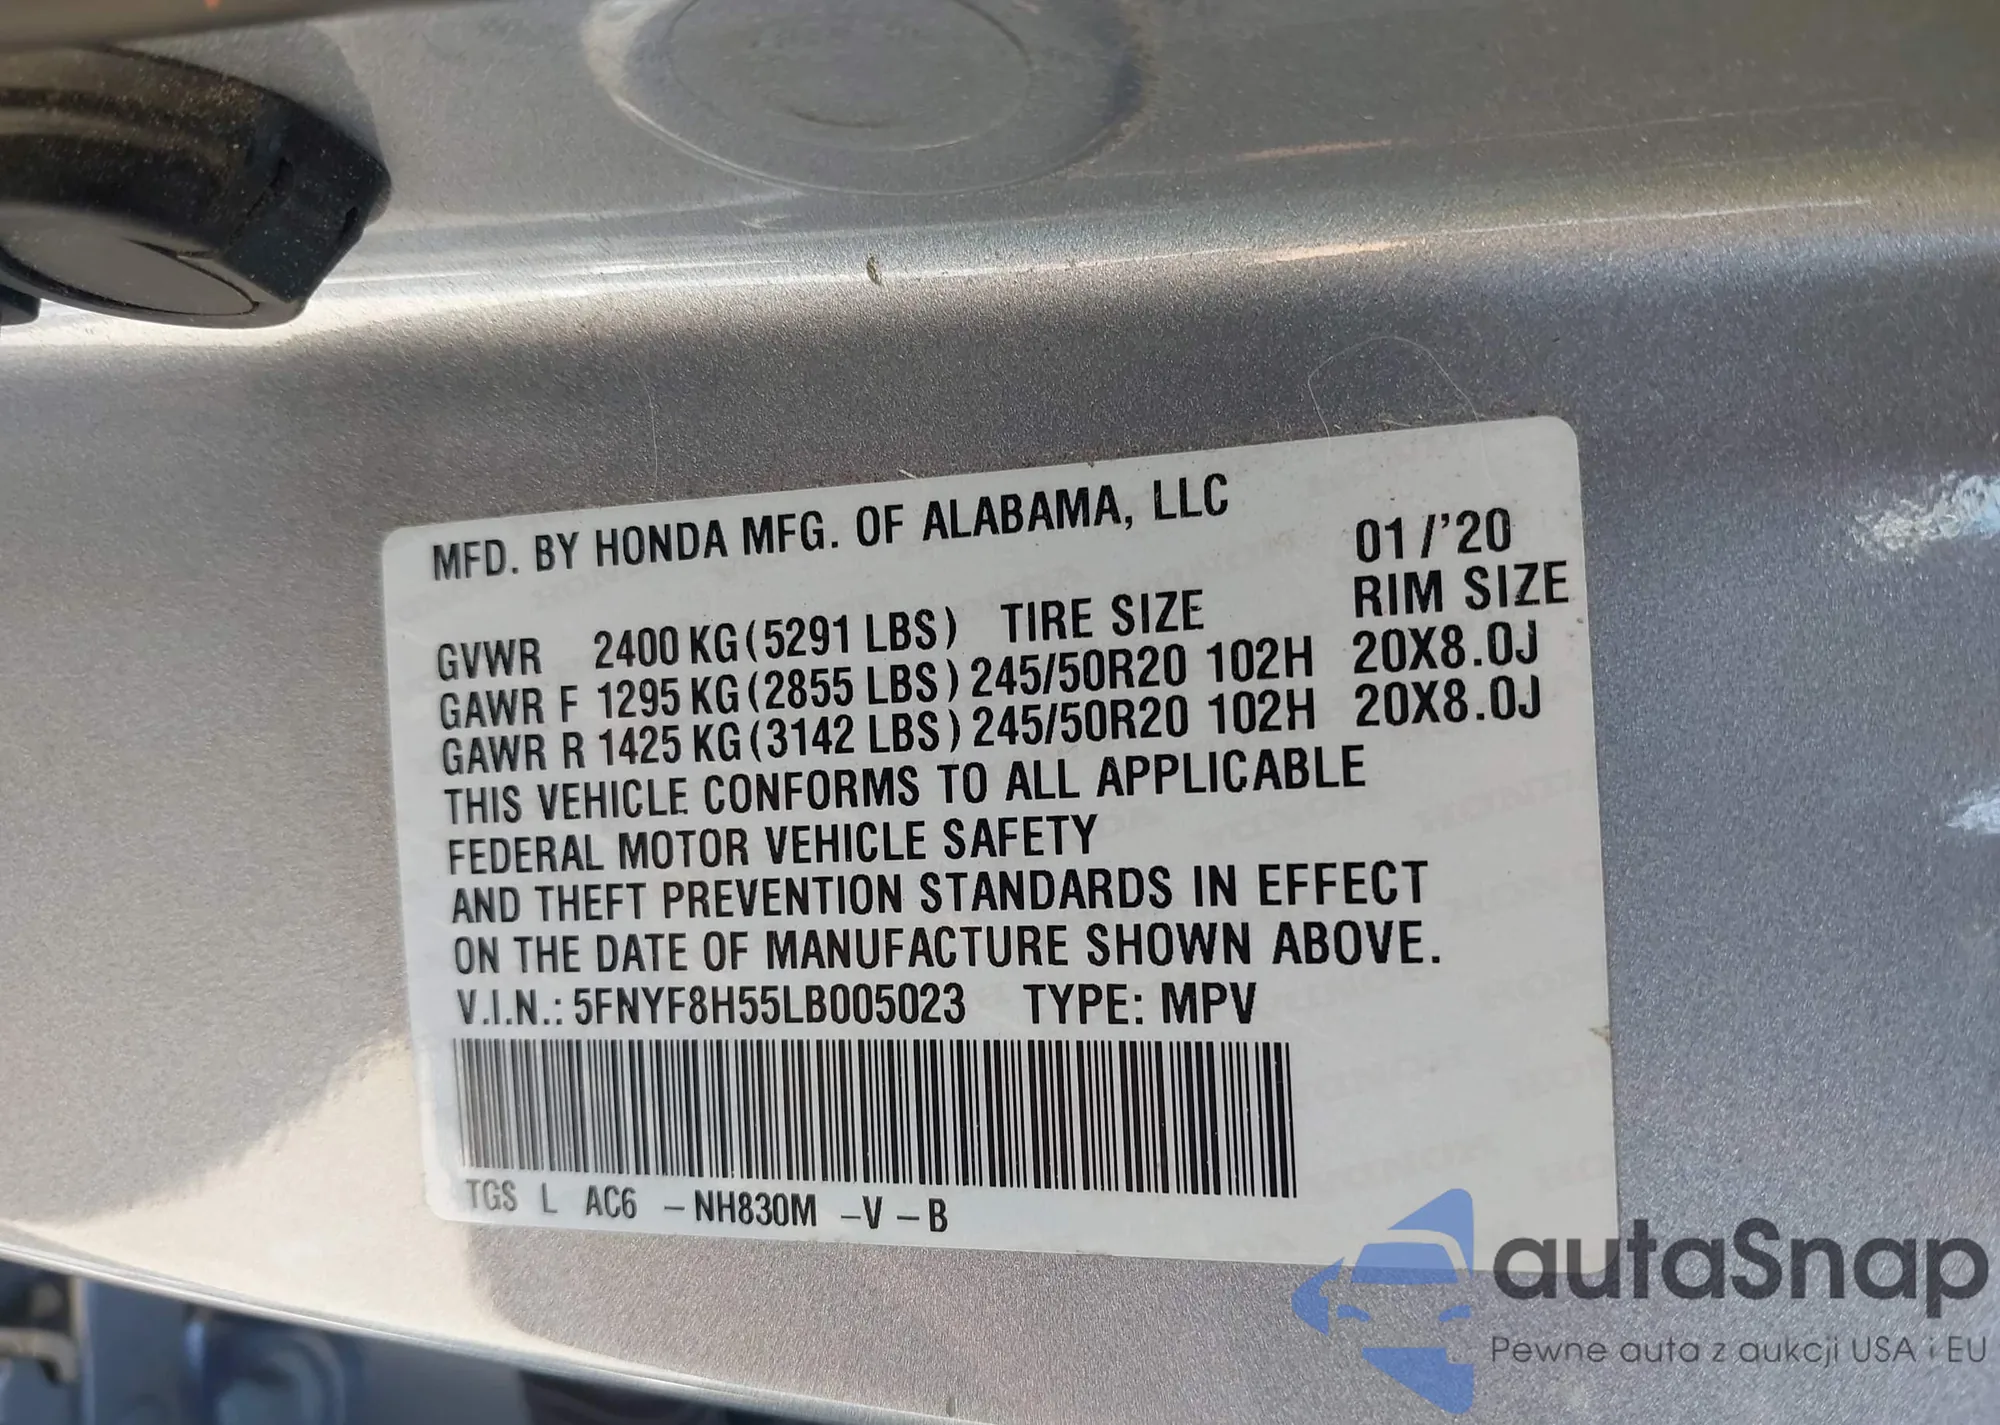 MFD. BY HONDA MFG. OF ALABAMA, LLC 01/'20
RIM SIZE
GVWR 2400 KG (5291 LBS) TIRE SIZE
GAWR F 1295 KG (2855 LBS) 245/50R20 102H 20X8.0J
GAWR R 1425 KG (3142 LBS) 245/50R20 102H 20X8.0J
THIS VEHICLE CONFORMS TO ALL APPLICABLE
FEDERAL MOTOR VEHICLE SAFETY
AND THEFT PREVENTION STANDARDS IN EFFECT
ON THE DATE OF MANUFACTURE SHOWN ABOVE.
V.I.N.: 5FNYF8H55LB005023 TYPE: MPV
TGS L AC6 -NH830M -V -B
autaSnap
Pewne auta z aukcji USA i EU